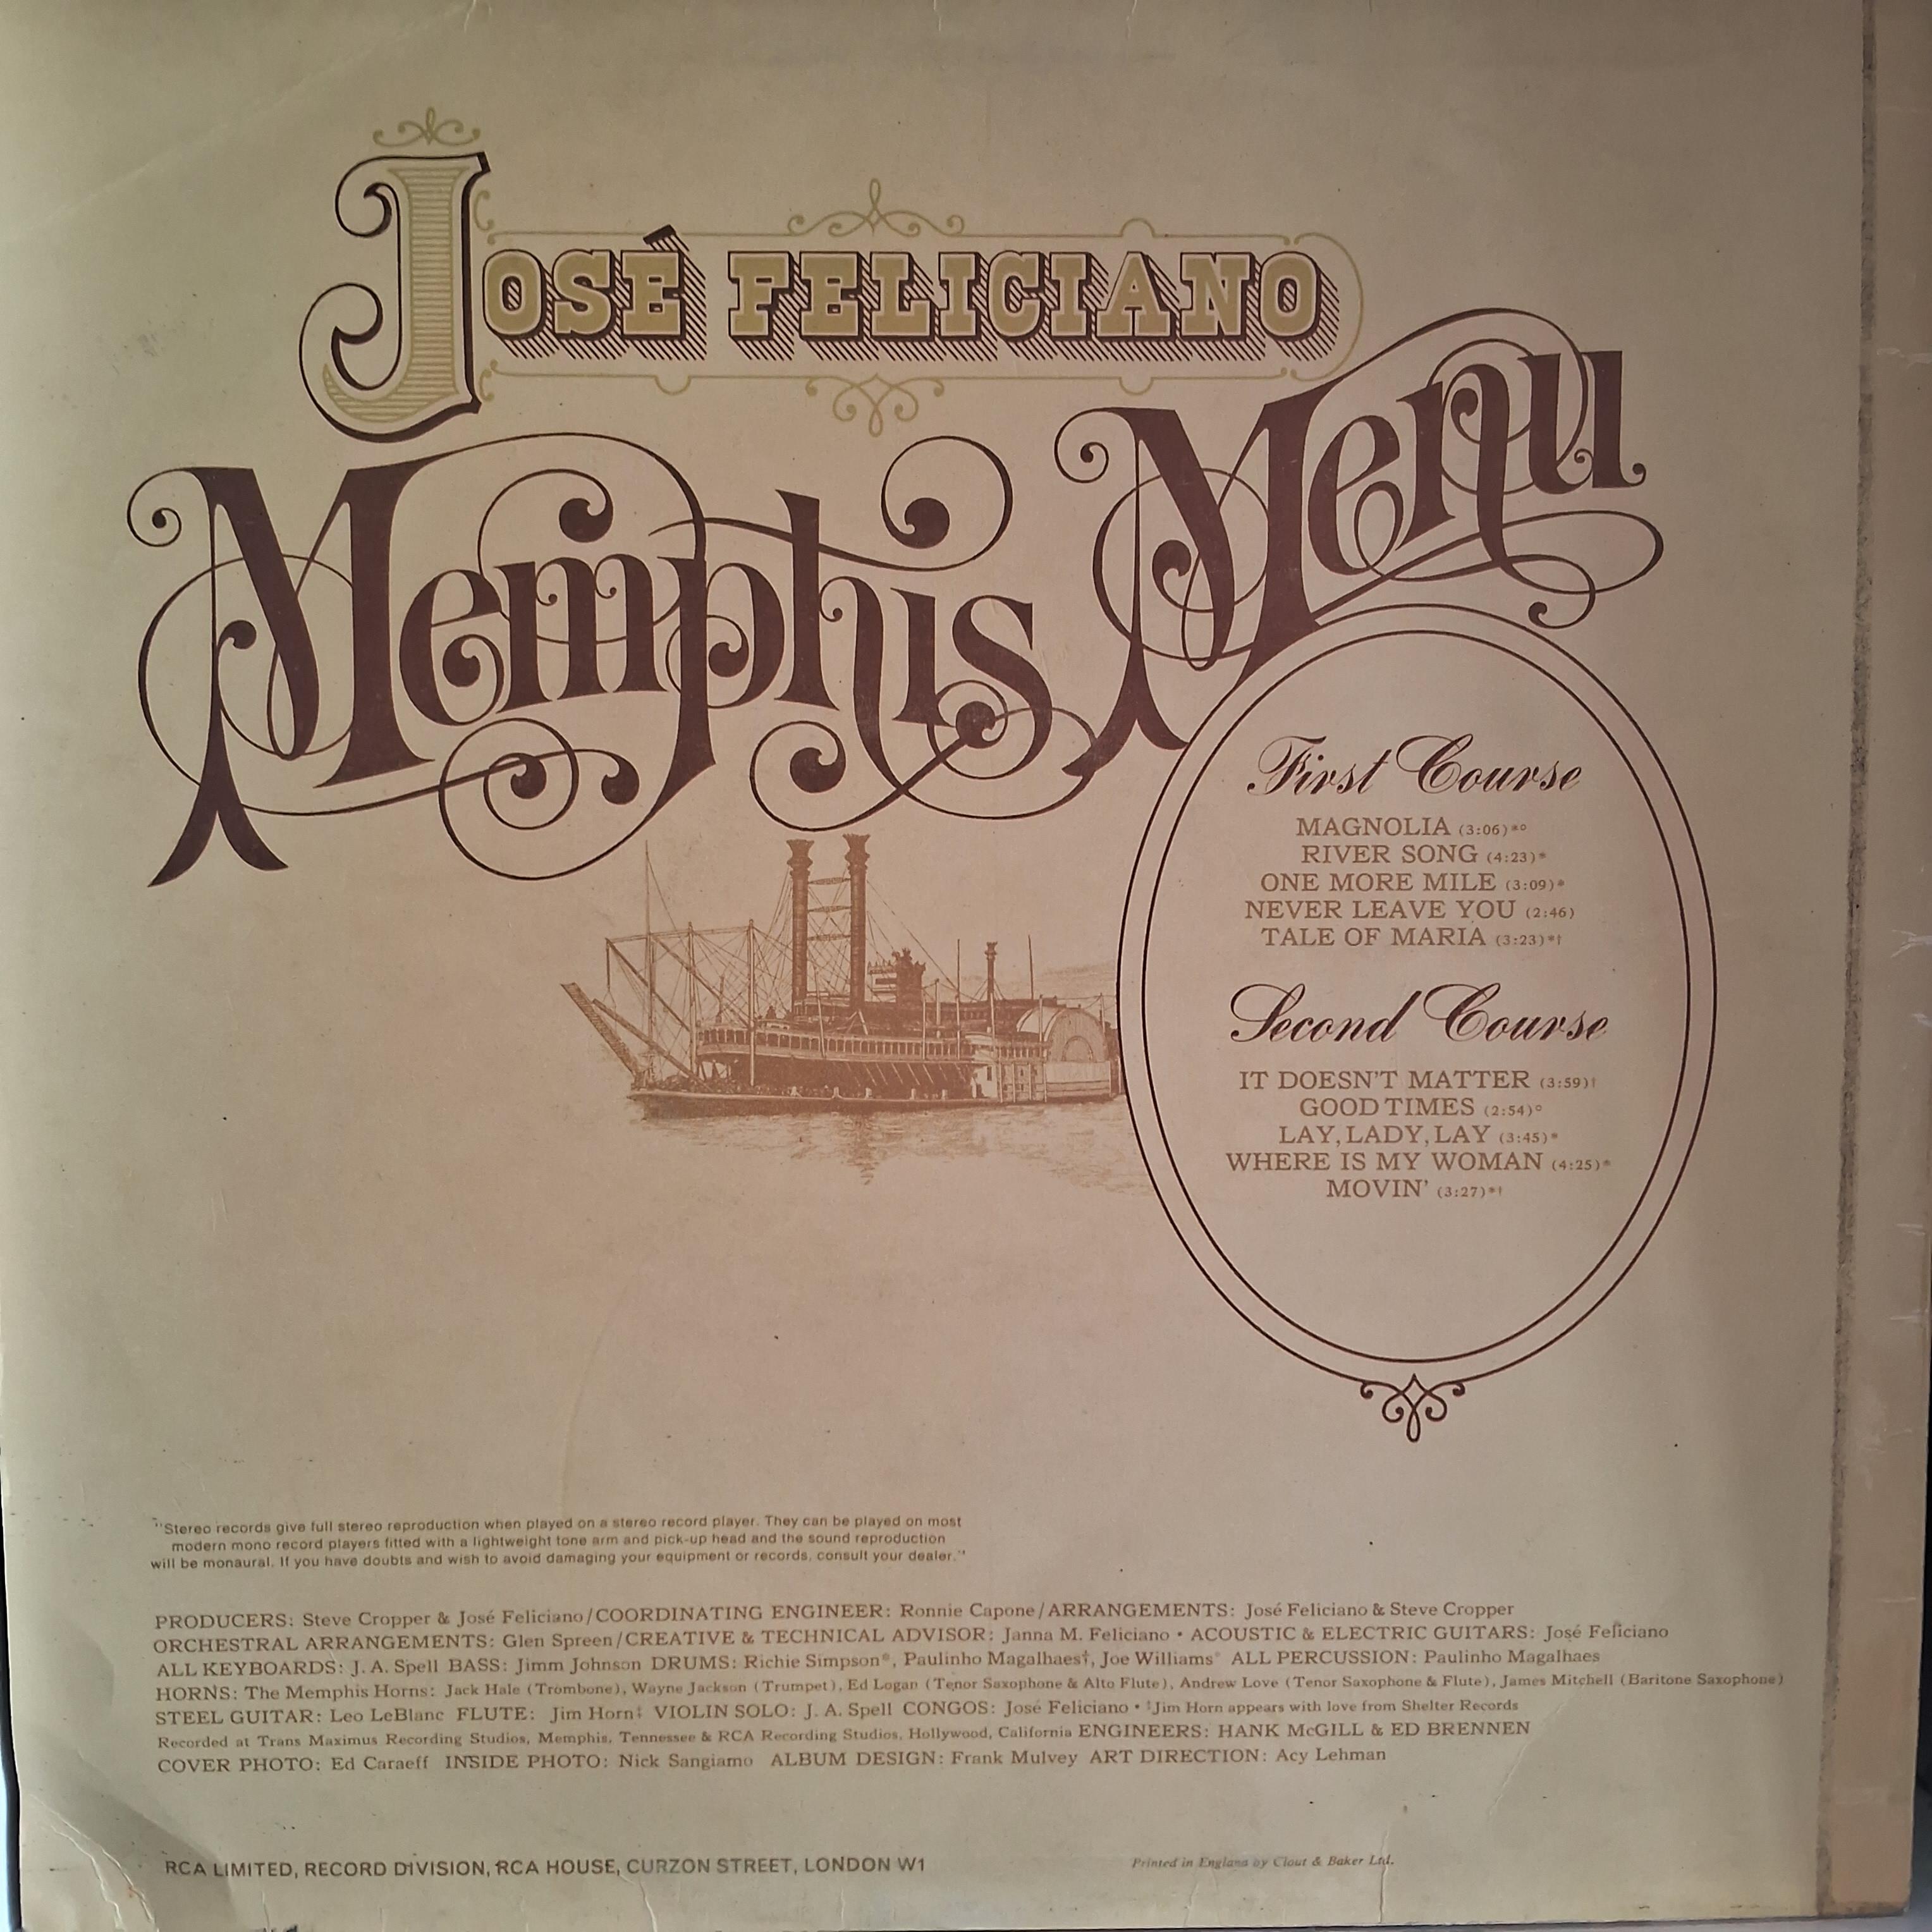 JOSÉ FELICIANO
Memphis Menu
First Course
MAGNOLIA (3:06)*°
RIVER SONG (4:23)*
ONE MORE MILE (3:09)*
NEVER LEAVE YOU (2:46)
TALE OF MARIA (3:23)*†
Second Course
IT DOESN'T MATTER (3:59)†
GOOD TIMES (2:54)°
LAY, LADY, LAY (3:45)*
WHERE IS MY WOMAN (4:25)*
MOVIN' (3:27)*†
"Stereo records give full stereo reproduction when played on a stereo record player. They can be played on most
modern mono record players fitted with a lightweight tone arm and pick-up head and the sound reproduction
will be monaural. If you have doubts and wish to avoid damaging your equipment or records, consult your dealer."
PRODUCERS: Steve Cropper & José Feliciano/COORDINATING ENGINEER: Ronnie Capone/ARRANGEMENTS: José Feliciano & Steve Cropper
ORCHESTRAL ARRANGEMENTS: Glen Spreen/CREATIVE & TECHNICAL ADVISOR: Janna M. Feliciano • ACOUSTIC & ELECTRIC GUITARS: José Feliciano
ALL KEYBOARDS: J. A. Spell BASS: Jimm Johnson DRUMS: Richie Simpson*, Paulinho Magalhaes†, Joe Williams° ALL PERCUSSION: Paulinho Magalhaes
HORNS: The Memphis Horns: Jack Hale (Trombone), Wayne Jackson (Trumpet), Ed Logan (Tenor Saxophone & Alto Flute), Andrew Love (Tenor Saxophone & Flute), James Mitchell (Baritone Saxophone)
STEEL GUITAR: Leo LeBlanc FLUTE: Jim Horn‡ VIOLIN SOLO: J. A. Spell CONGOS: José Feliciano • ‡Jim Horn appears with love from Shelter Records
Recorded at Trans Maximus Recording Studios, Memphis, Tennessee & RCA Recording Studios, Hollywood, California ENGINEERS: HANK McGILL & ED BRENNEN
COVER PHOTO: Ed Caraeff INSIDE PHOTO: Nick Sangiamo ALBUM DESIGN: Frank Mulvey ART DIRECTION: Acy Lehman
RCA LIMITED, RECORD DIVISION, RCA HOUSE, CURZON STREET, LONDON W1
Printed in England by Clout & Baker Ltd.